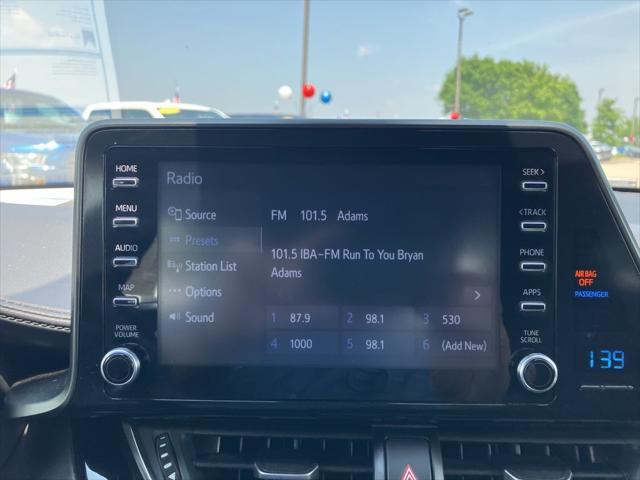 HOME
MENU
AUDIO
MAP
POWER
VOLUME
Radio
Source
Presets
Station List
Options
Sound
FM 101.5 Adams
101.5 IBA-FM Run To You Bryan
Adams
1 87.9 2 98.1 3 530
4 1000 5 98.1 6 (Add New)
SEEK >
< TRACK
PHONE
APPS
TUNE
SCROLL
AIR BAG
OFF
PASSENGER
139